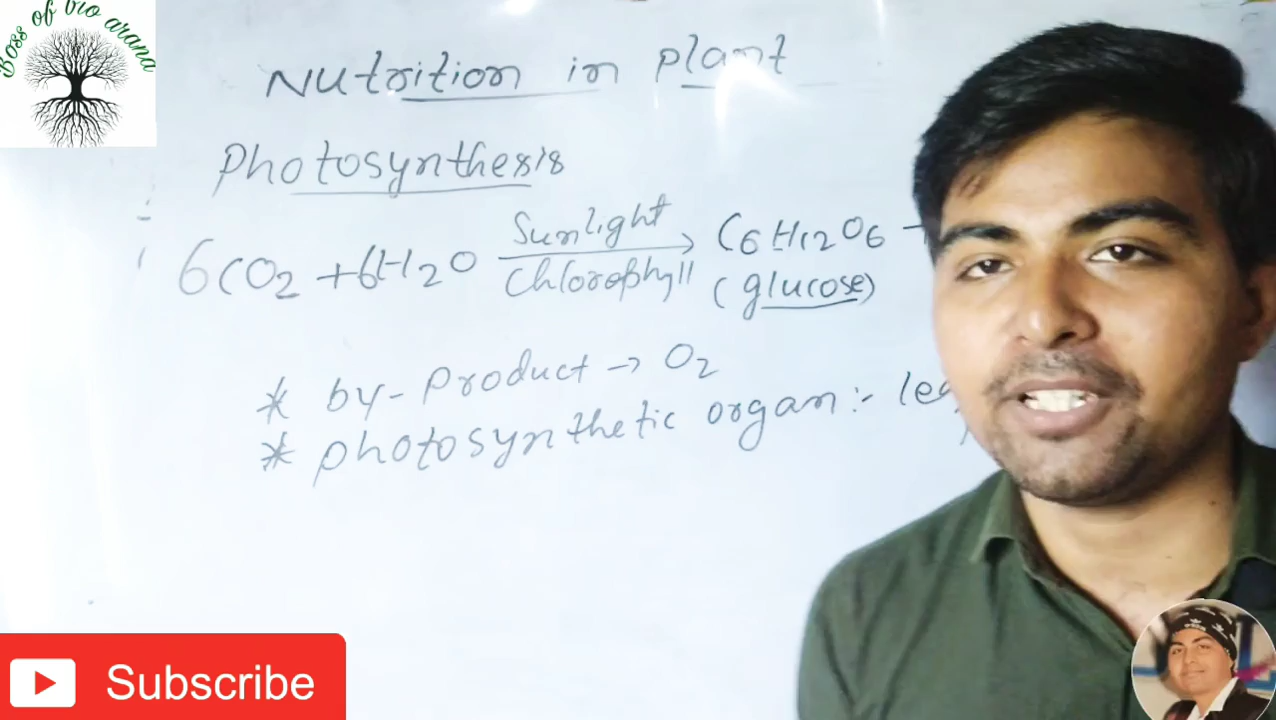 Boss of bio arana
Nutrition in plant
Photosynthesis
6CO2 + 6H2O Sunlight Chlorophyll → C6H12O6 +
(glucose)
* by-Product → O2
* photosynthetic organ:- lea
Subscribe